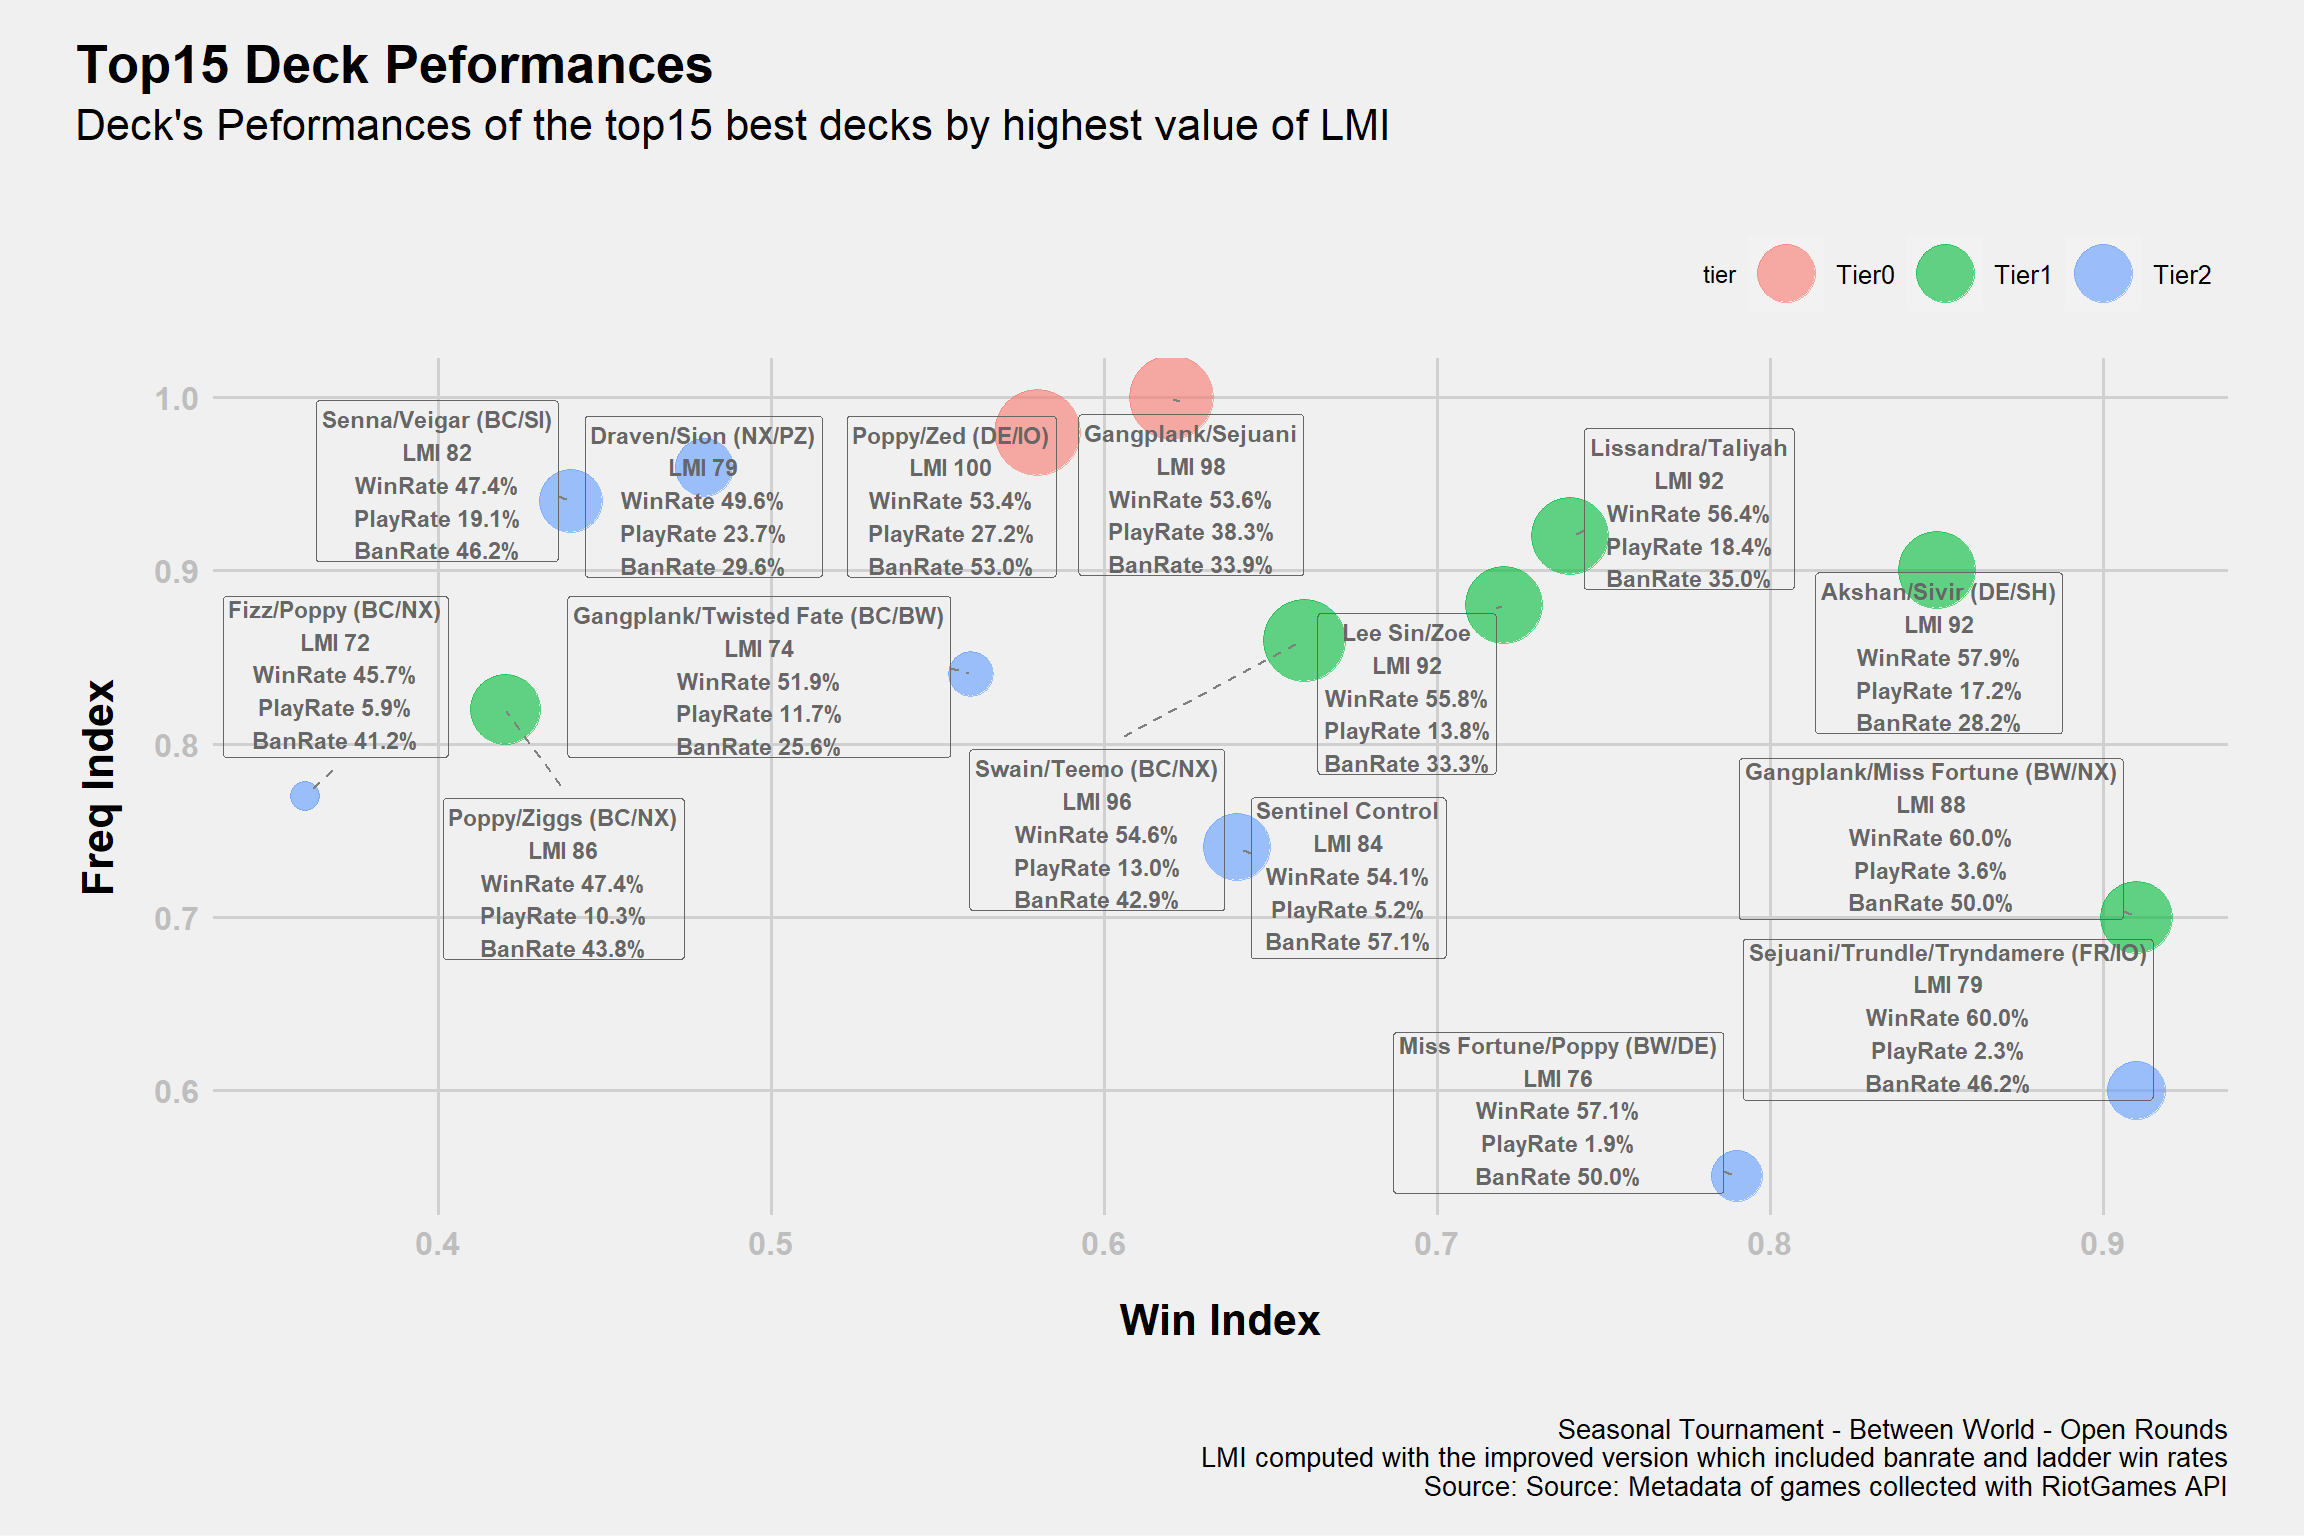 Top15 Deck Peformances
Deck's Peformances of the top15 best decks by highest value of LMI
tier Tier0 Tier1 Tier2
Freq Index
1.0
0.9
0.8
0.7
0.6
Senna/Veigar (BC/SI)
LMI 82
WinRate 47.4%
PlayRate 19.1%
BanRate 46.2%
Draven/Sion (NX/PZ)
LMI 79
WinRate 49.6%
PlayRate 23.7%
BanRate 29.6%
Poppy/Zed (DE/IO)
LMI 100
WinRate 53.4%
PlayRate 27.2%
BanRate 53.0%
Gangplank/Sejuani
LMI 98
WinRate 53.6%
PlayRate 38.3%
BanRate 33.9%
Lissandra/Taliyah
LMI 92
WinRate 56.4%
PlayRate 18.4%
BanRate 35.0%
Akshan/Sivir (DE/SH)
LMI 92
WinRate 57.9%
PlayRate 17.2%
BanRate 28.2%
Fizz/Poppy (BC/NX)
LMI 72
WinRate 45.7%
PlayRate 5.9%
BanRate 41.2%
Gangplank/Twisted Fate (BC/BW)
LMI 74
WinRate 51.9%
PlayRate 11.7%
BanRate 25.6%
Lee Sin/Zoe
LMI 92
WinRate 55.8%
PlayRate 13.8%
BanRate 33.3%
Poppy/Ziggs (BC/NX)
LMI 86
WinRate 47.4%
PlayRate 10.3%
BanRate 43.8%
Swain/Teemo (BC/NX)
LMI 96
WinRate 54.6%
PlayRate 13.0%
BanRate 42.9%
Sentinel Control
LMI 84
WinRate 54.1%
PlayRate 5.2%
BanRate 57.1%
Gangplank/Miss Fortune (BW/NX)
LMI 88
WinRate 60.0%
PlayRate 3.6%
BanRate 50.0%
Sejuani/Trundle/Tryndamere (FR/IO)
LMI 79
WinRate 60.0%
PlayRate 2.3%
BanRate 46.2%
Miss Fortune/Poppy (BW/DE)
LMI 76
WinRate 57.1%
PlayRate 1.9%
BanRate 50.0%
0.4 0.5 0.6 0.7 0.8 0.9
Win Index
Seasonal Tournament - Between World - Open Rounds
LMI computed with the improved version which included banrate and ladder win rates
Source: Source: Metadata of games collected with RiotGames API